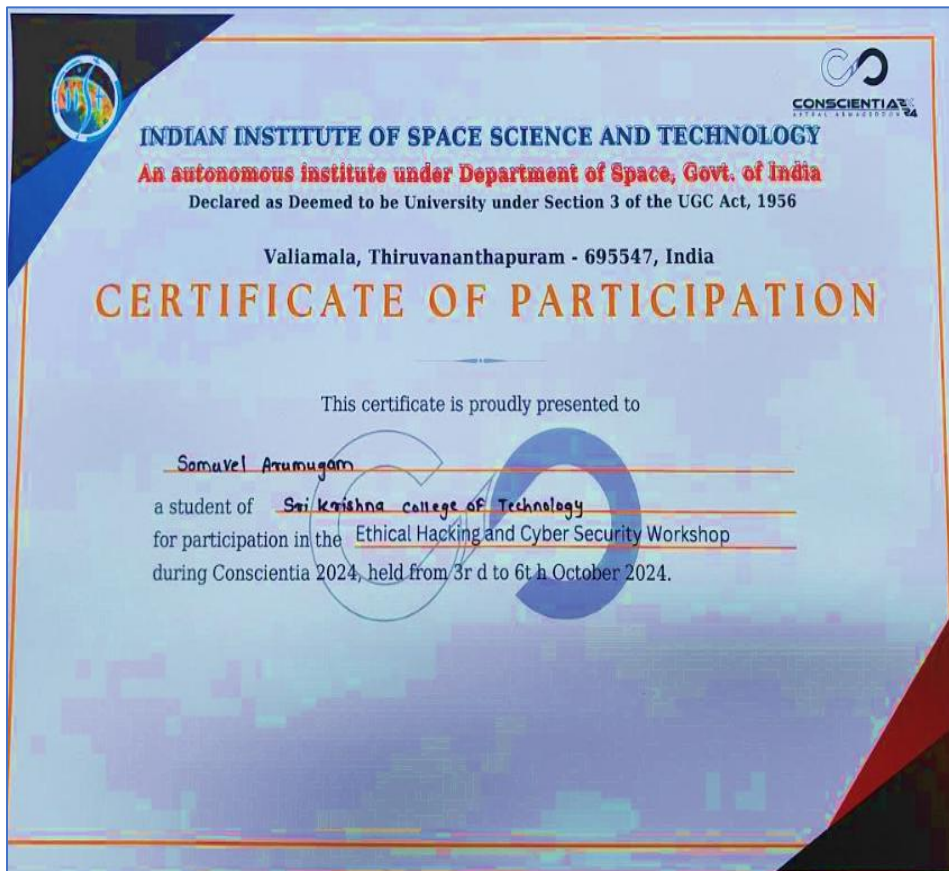 CONSCIENTIA
24
INDIAN INSTITUTE OF SPACE SCIENCE AND TECHNOLOGY
An autonomous institute under Department of Space, Govt. of India
Declared as Deemed to be University under Section 3 of the UGC Act, 1956
Valiamala, Thiruvananthapuram - 695547, India
CERTIFICATE OF PARTICIPATION
This certificate is proudly presented to
Somuvel Arumugam
a student of Sri Krishna college of Technology
for participation in the Ethical Hacking and Cyber Security Workshop
during Conscientia 2024, held from 3r d to 6t h October 2024.